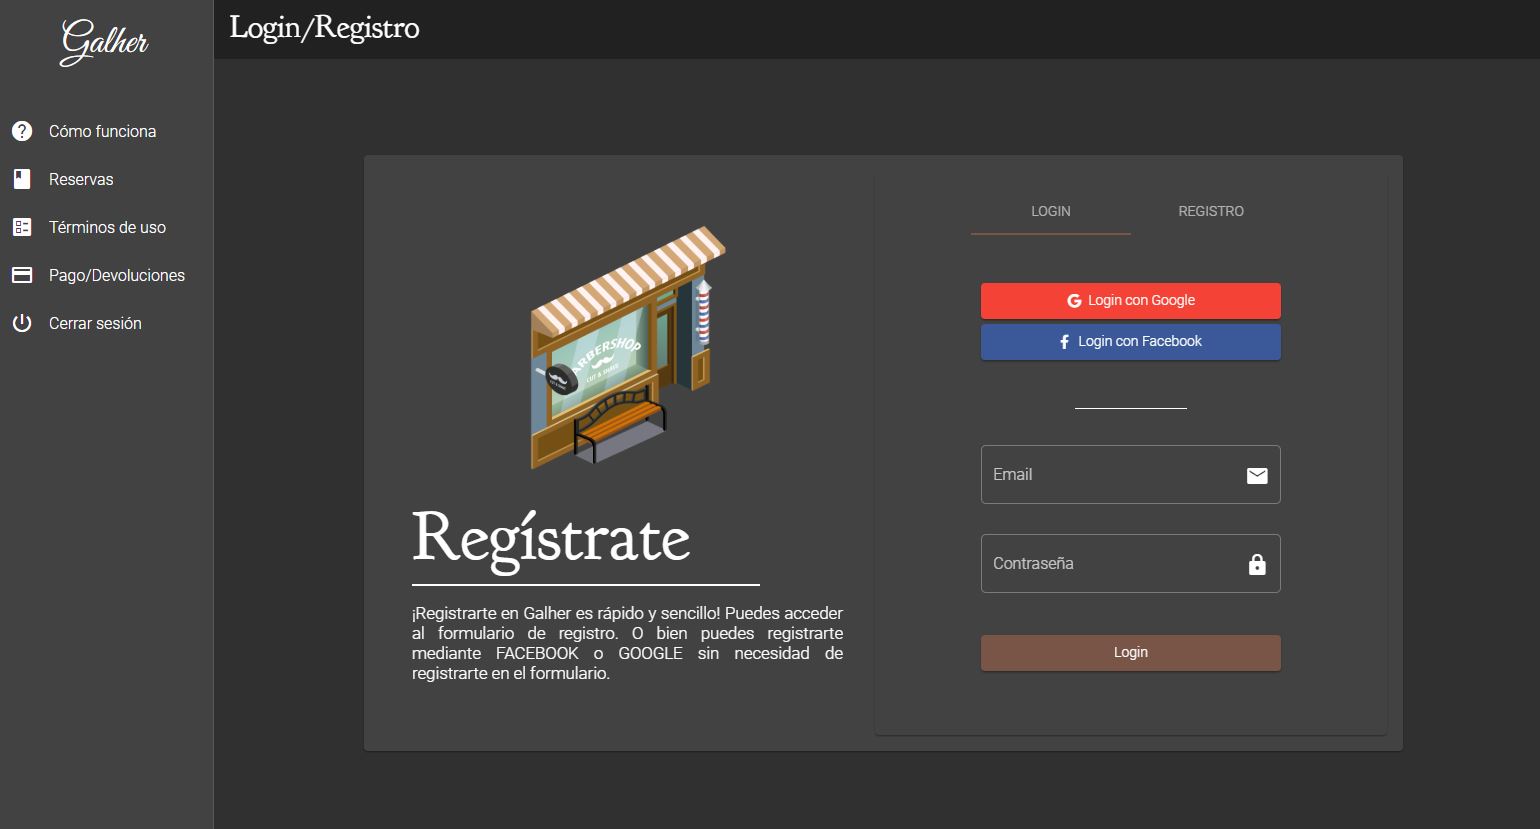 Galher
Login/Registro
Cómo funciona
Reservas
Términos de uso
Pago/Devoluciones
Cerrar sesión
ARBERSHOP
CUT & SHAVE
Regístrate
¡Registrarte en Galher es rápido y sencillo! Puedes acceder
al formulario de registro. O bien puedes registrarte
mediante FACEBOOK o GOOGLE sin necesidad de
registrarte en el formulario.
LOGIN
REGISTRO
G Login con Google
f Login con Facebook
Email
Contraseña
Login